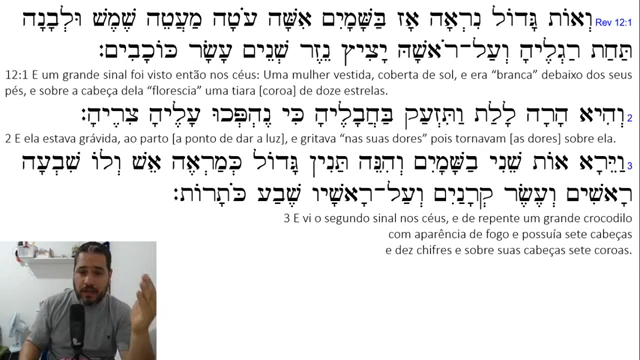 Rev 12:1 וְאוֹת גָּדוֹל נִרְאָה אָז בַּשָּׁמָיִם אִשָּׁה עֹטָה מַעֲטֵה שֶׁמֶשׁ וּלְבָנָה
תַּחַת רַגְלֶיהָ וְעַל־רֹאשָׁהּ יָצִיץ נֵזֶר שְׁנֵים עָשָׂר כּוֹכָבִים׃
12:1 E um grande sinal foi visto então nos céus: Uma mulher vestida, coberta de sol, e era “branca” debaixo dos seus
pés, e sobre a cabeça dela “florescia” uma tiara [coroa] de doze estrelas.
2 וְהִיא הָרָה לָלַת וַתִּזְעַק בַּחֲבָלֶיהָ כִּי נֶהְפְּכוּ עָלֶיהָ צִרֶיהָ׃
2 E ela estava grávida, ao parto [a ponto de dar a luz], e gritava “nas suas dores” pois tornavam [as dores] sobre ela.
3 וַיֵּרָא אוֹת שֵׁנִי בַּשָּׁמָיִם וְהִנֵּה תַּנִּין גָּדוֹל כְּמַרְאֵה אֵשׁ וְלוֹ שִׁבְעָה
רָאשִׁים וְעֶשֶׂר קְרָנַיִם וְעַל־רָאשָׁיו שֶׁבַע כֹּתָרוֹת׃
3 E vi o segundo sinal nos céus, e de repente um grande crocodilo
com aparência de fogo e possuía sete cabeças
e dez chifres e sobre suas cabeças sete coroas.